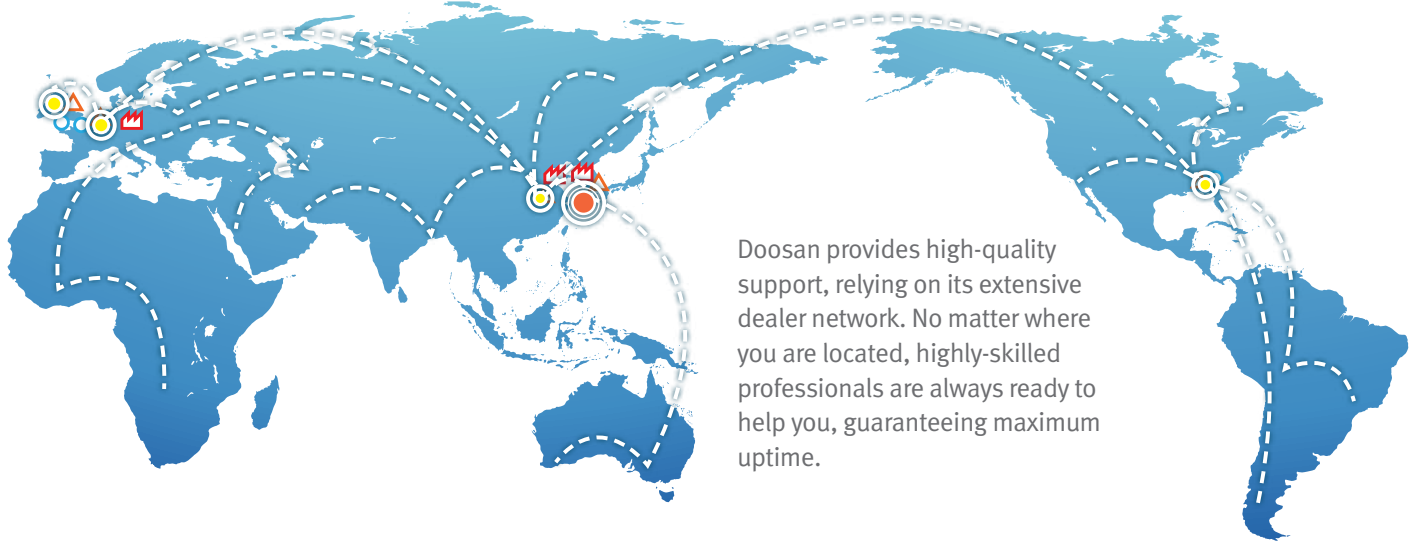 Doosan provides high-quality
support, relying on its extensive
dealer network. No matter where
you are located, highly-skilled
professionals are always ready to
help you, guaranteeing maximum
uptime.